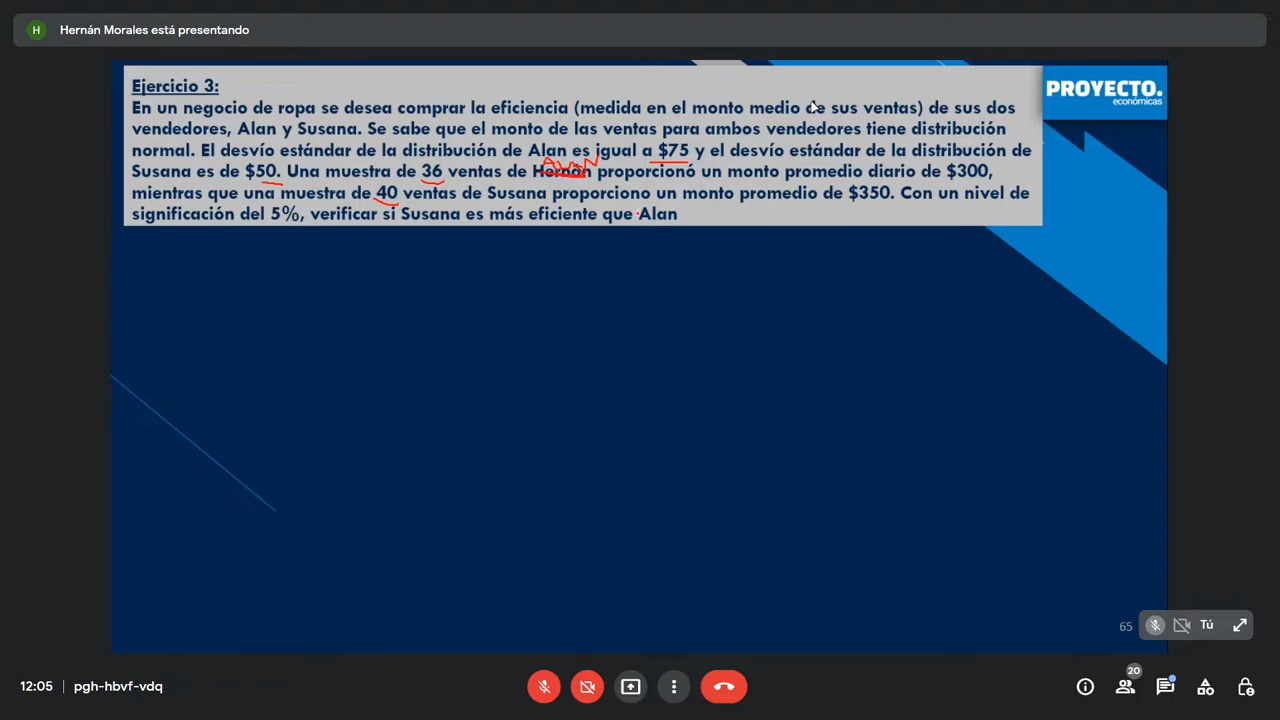 H Hernán Morales está presentando
Ejercicio 3:
PROYECTO.
económicas
En un negocio de ropa se desea comprar la eficiencia (medida en el monto medio de sus ventas) de sus dos
vendedores, Alan y Susana. Se sabe que el monto de las ventas para ambos vendedores tiene distribución
normal. El desvío estándar de la distribución de Alan es igual a $75 y el desvío estándar de la distribución de
ALAN
Susana es de $50. Una muestra de 36 ventas de Hernán proporcionó un monto promedio diario de $300,
mientras que una muestra de 40 ventas de Susana proporciono un monto promedio de $350. Con un nivel de
significación del 5%, verificar si Susana es más eficiente que Alan
65
Tú
12:05 | pgh-hbvf-vdq
20